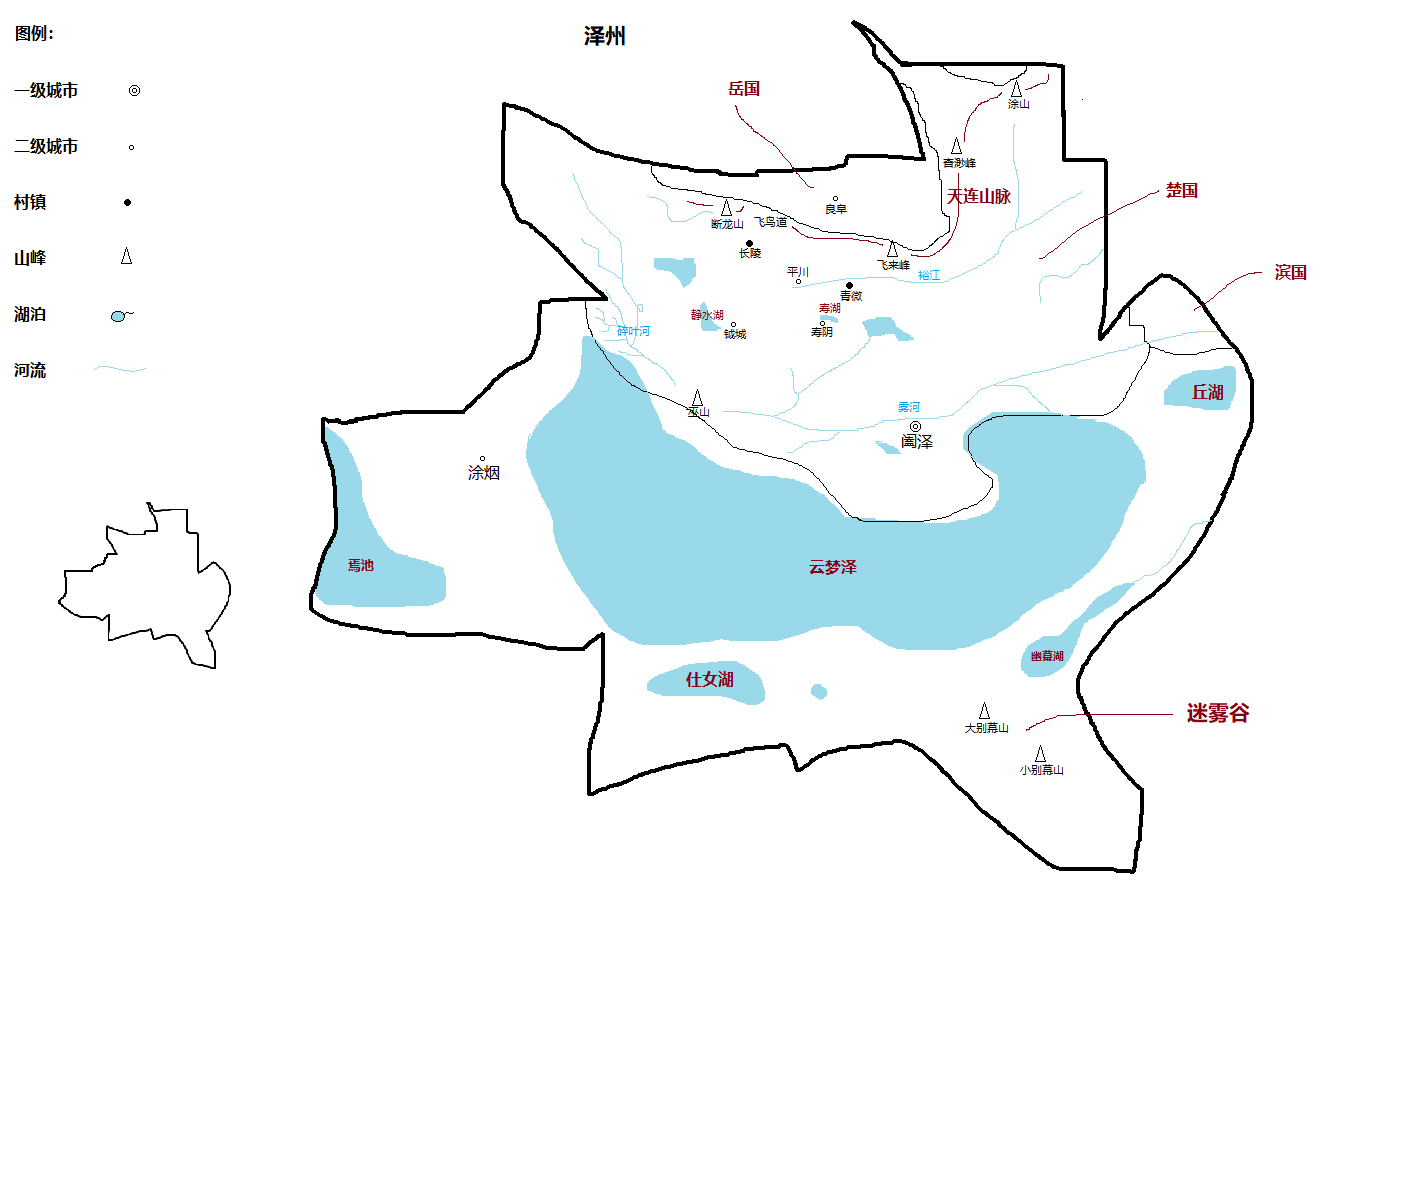 泽州
图例：
一级城市
二级城市
村镇
山峰
湖泊
河流
岳国
涂山
杳渺峰
天连山脉
楚国
良阜
断龙山
飞鸟道
长陵
飞来峰
平川
裕江
滨国
青微
寿湖
静水湖
碎叶河
钺城
寿阴
丘湖
巫山
雾河
阖泽
涂烟
焉池
云梦泽
幽幕湖
仕女湖
迷雾谷
大别幕山
小别幕山